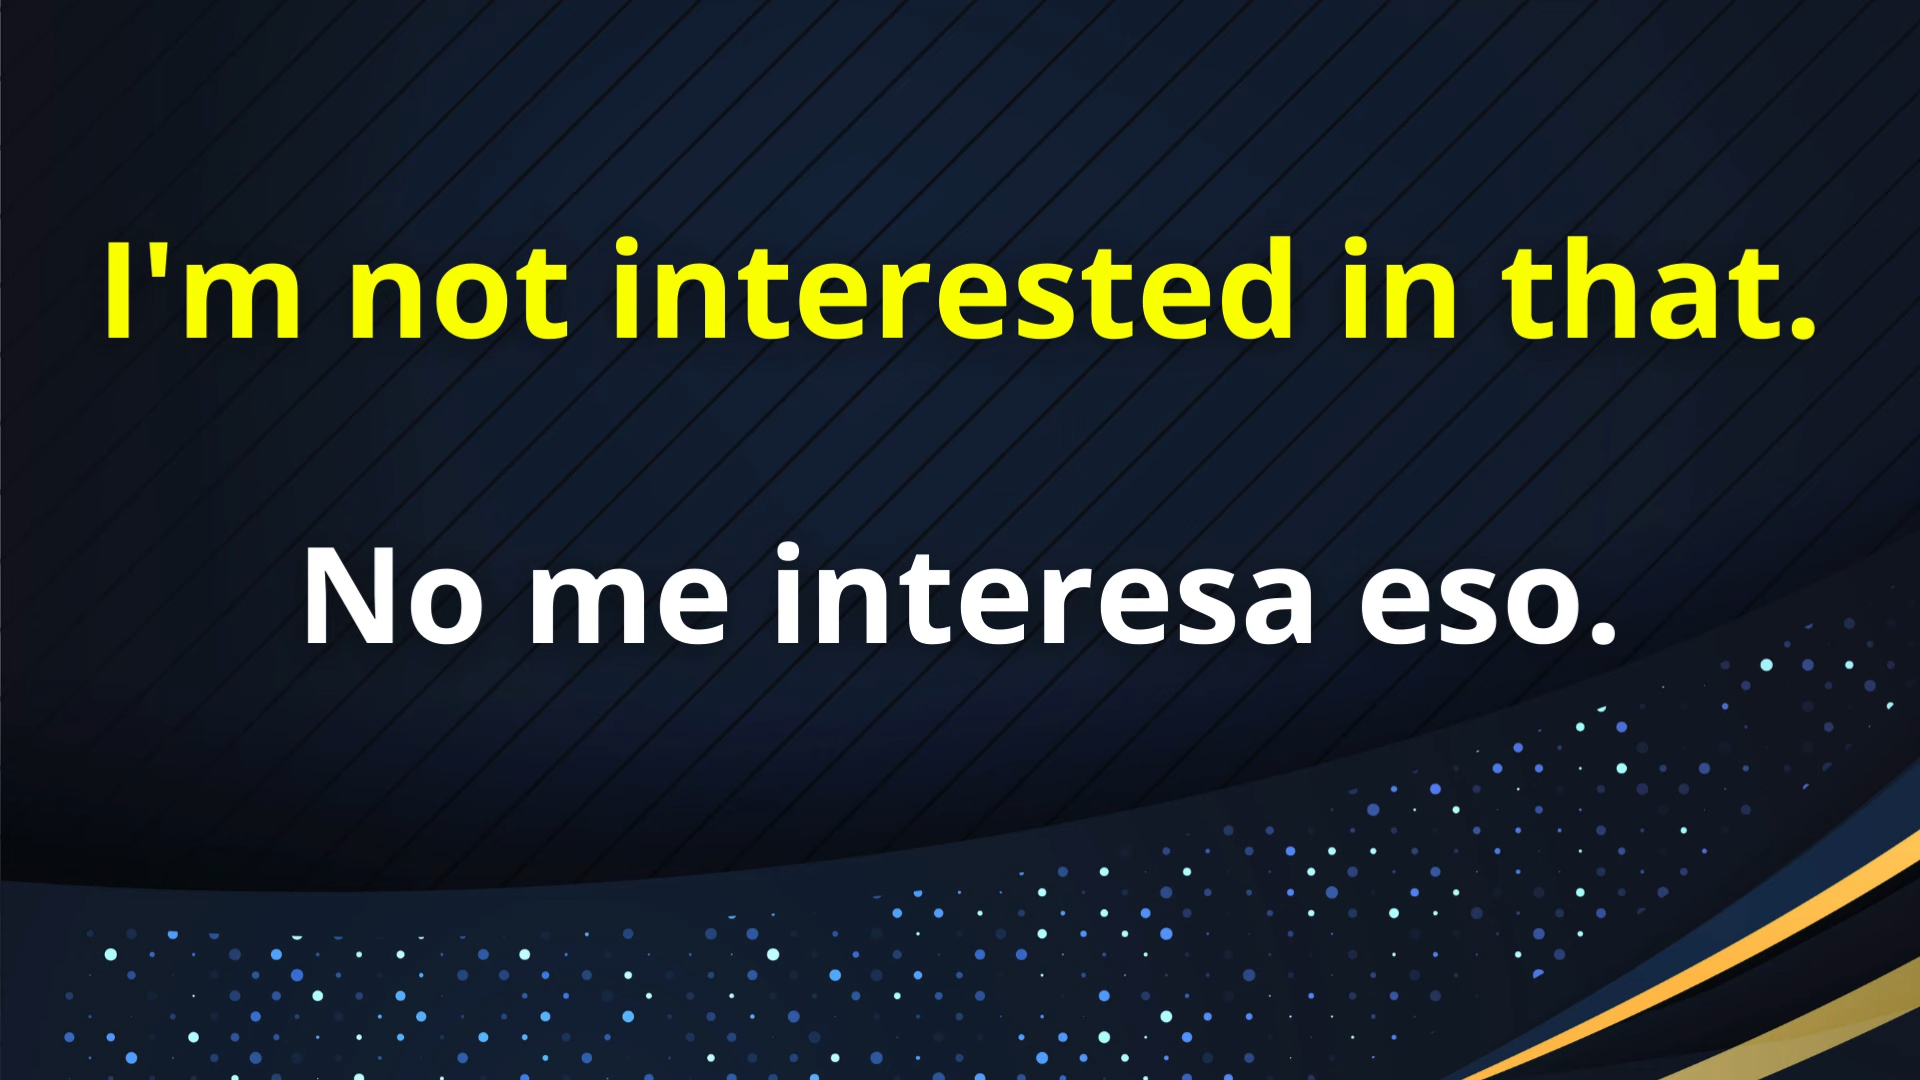 I'm not interested in that.
No me interesa eso.